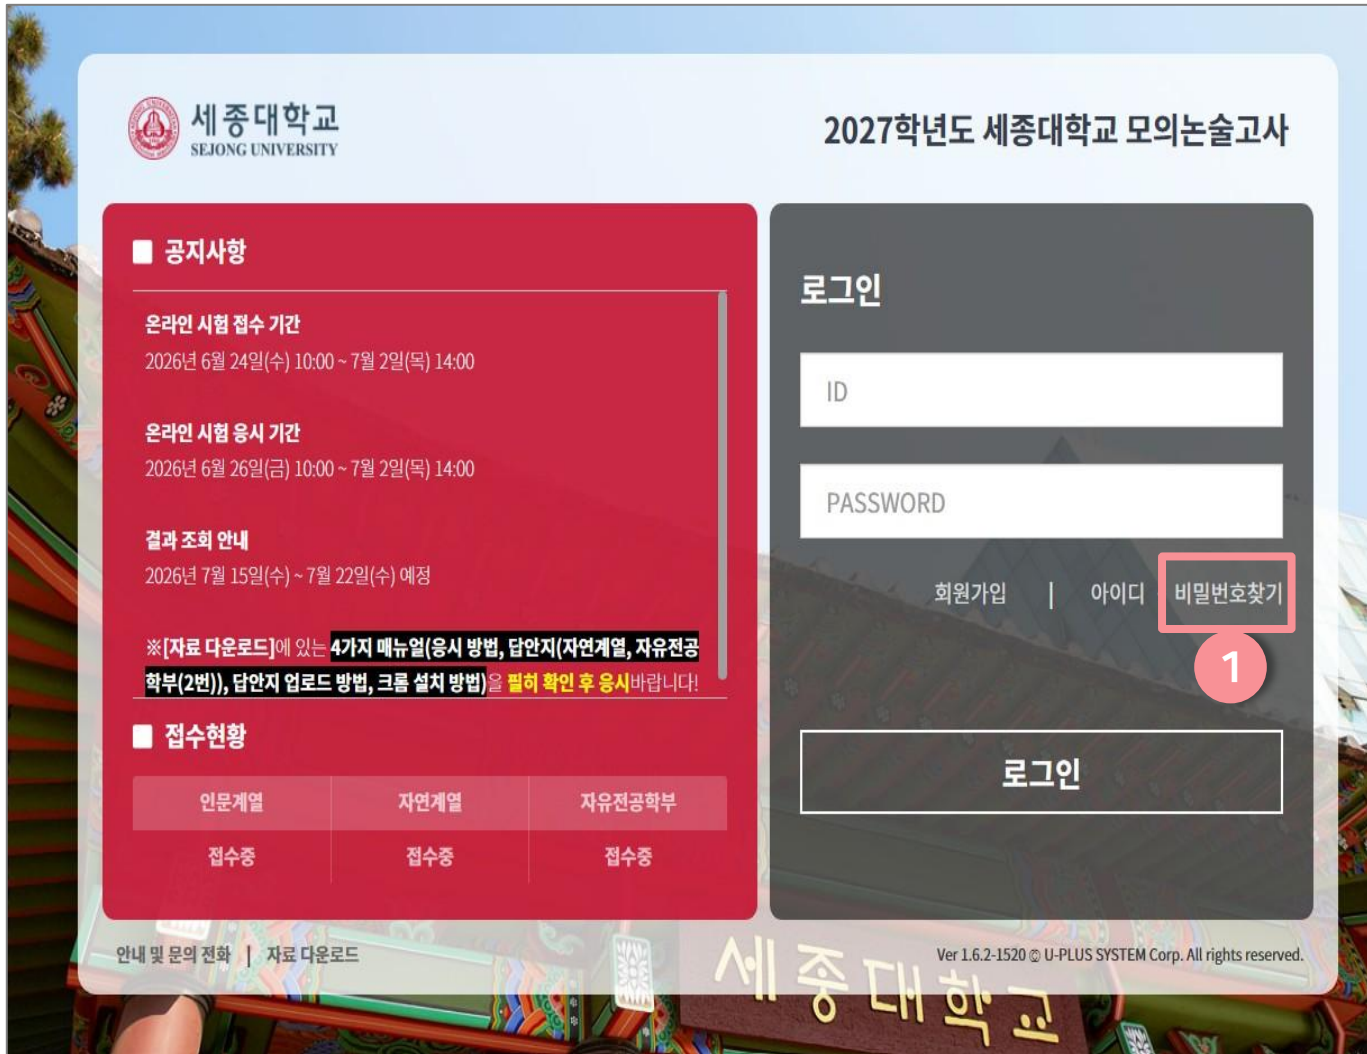 세종대학교
SEJONG UNIVERSITY
2027학년도 세종대학교 모의논술고사
공지사항
온라인 시험 접수 기간
2026년 6월 24일(수) 10:00 ~ 7월 2일(목) 14:00
온라인 시험 응시 기간
2026년 6월 26일(금) 10:00 ~ 7월 2일(목) 14:00
결과 조회 안내
2026년 7월 15일(수) ~ 7월 22일(수) 예정
※[자료 다운로드]에 있는 4가지 매뉴얼(응시 방법, 답안지(자연계열, 자유전공
학부(2번)), 답안지 업로드 방법, 크롬 설치 방법)을 필히 확인 후 응시바랍니다!
접수현황
인문계열 자연계열 자유전공학부
접수중 접수중 접수중
로그인
ID
PASSWORD
회원가입 | 아이디 비밀번호찾기
1
로그인
안내 및 문의 전화 | 자료 다운로드
Ver 1.6.2-1520 © U-PLUS SYSTEM Corp. All rights reserved.
세종대학교